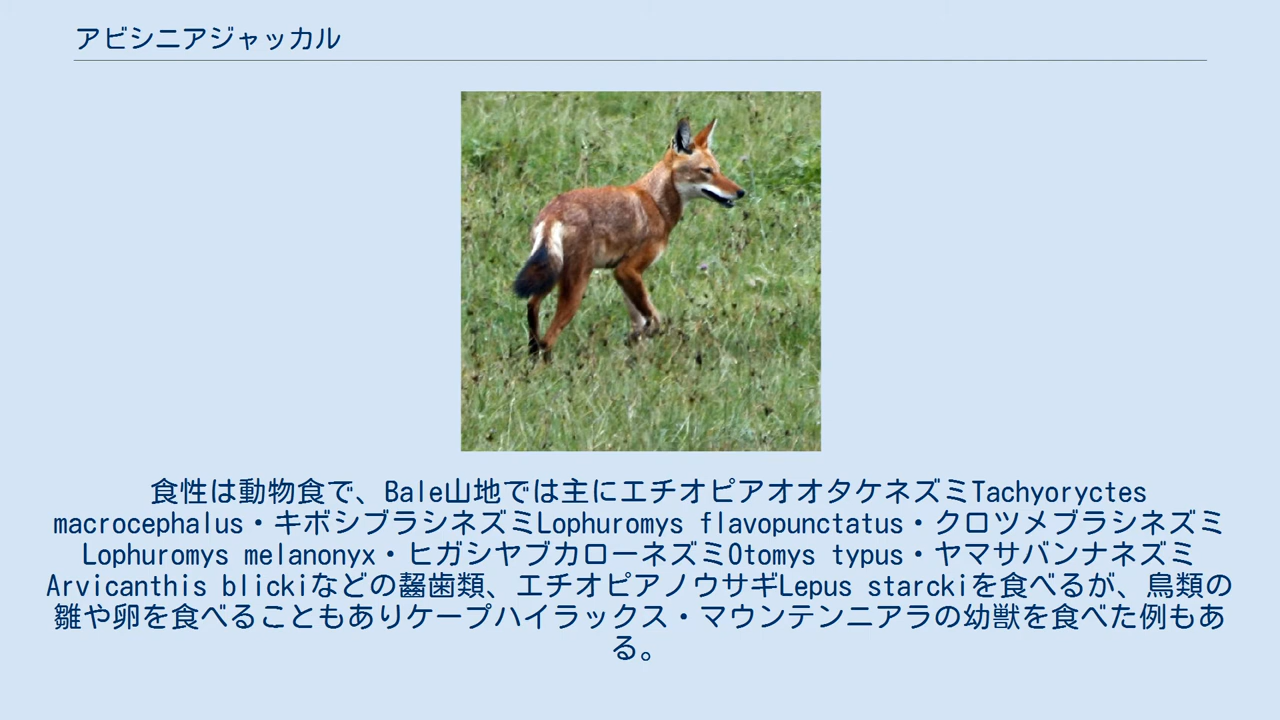 アビシニアジャッカル
食性は動物食で、Bale山地では主にエチオピアオオタケネズミTachyoryctes
macrocephalus・キボシブラシネズミLophuromys flavopunctatus・クロツメブラシネズミ
Lophuromys melanonyx・ヒガシヤブカローネズミOtomys typus・ヤマサバンナネズミ
Arvicanthis blickiなどの齧歯類、エチオピアノウサギLepus starckiを食べるが、鳥類の
雛や卵を食べることもありケープハイラックス・マウンテンニアラの幼獣を食べた例もあ
る。